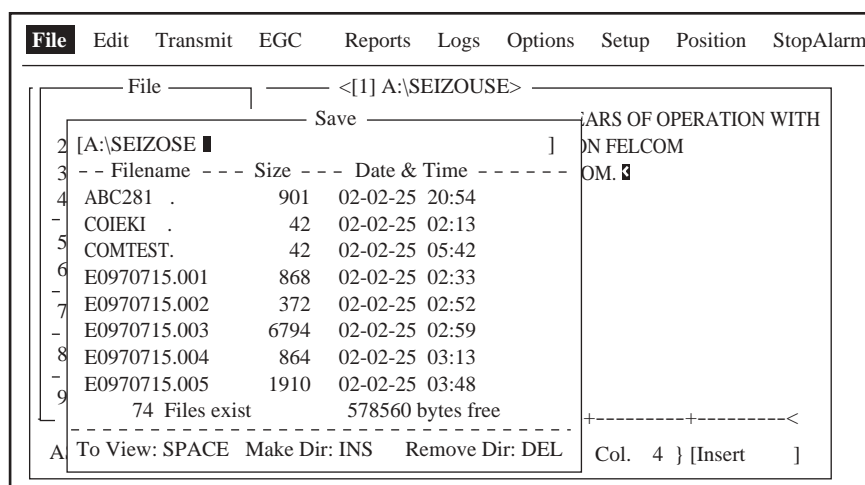 File Edit Transmit EGC Reports Logs Options Setup Position StopAlarm
File <[1] A:\SEIZOUSE>
Save
EARS OF OPERATION WITH
2 [A:\SEIZOSE ] ON FELCOM
3 - - Filename - - - Size - - - Date & Time - - - - - - OM.
4 ABC281 . 901 02-02-25 20:54
COIEKI . 42 02-02-25 02:13
5 COMTEST. 42 02-02-25 05:42
6 E0970715.001 868 02-02-25 02:33
7 E0970715.002 372 02-02-25 02:52
E0970715.003 6794 02-02-25 02:59
8 E0970715.004 864 02-02-25 03:13
9 E0970715.005 1910 02-02-25 03:48
74 Files exist 578560 bytes free
+---------+---------<
To View: SPACE Make Dir: INS Remove Dir: DEL Col. 4 } [Insert ]